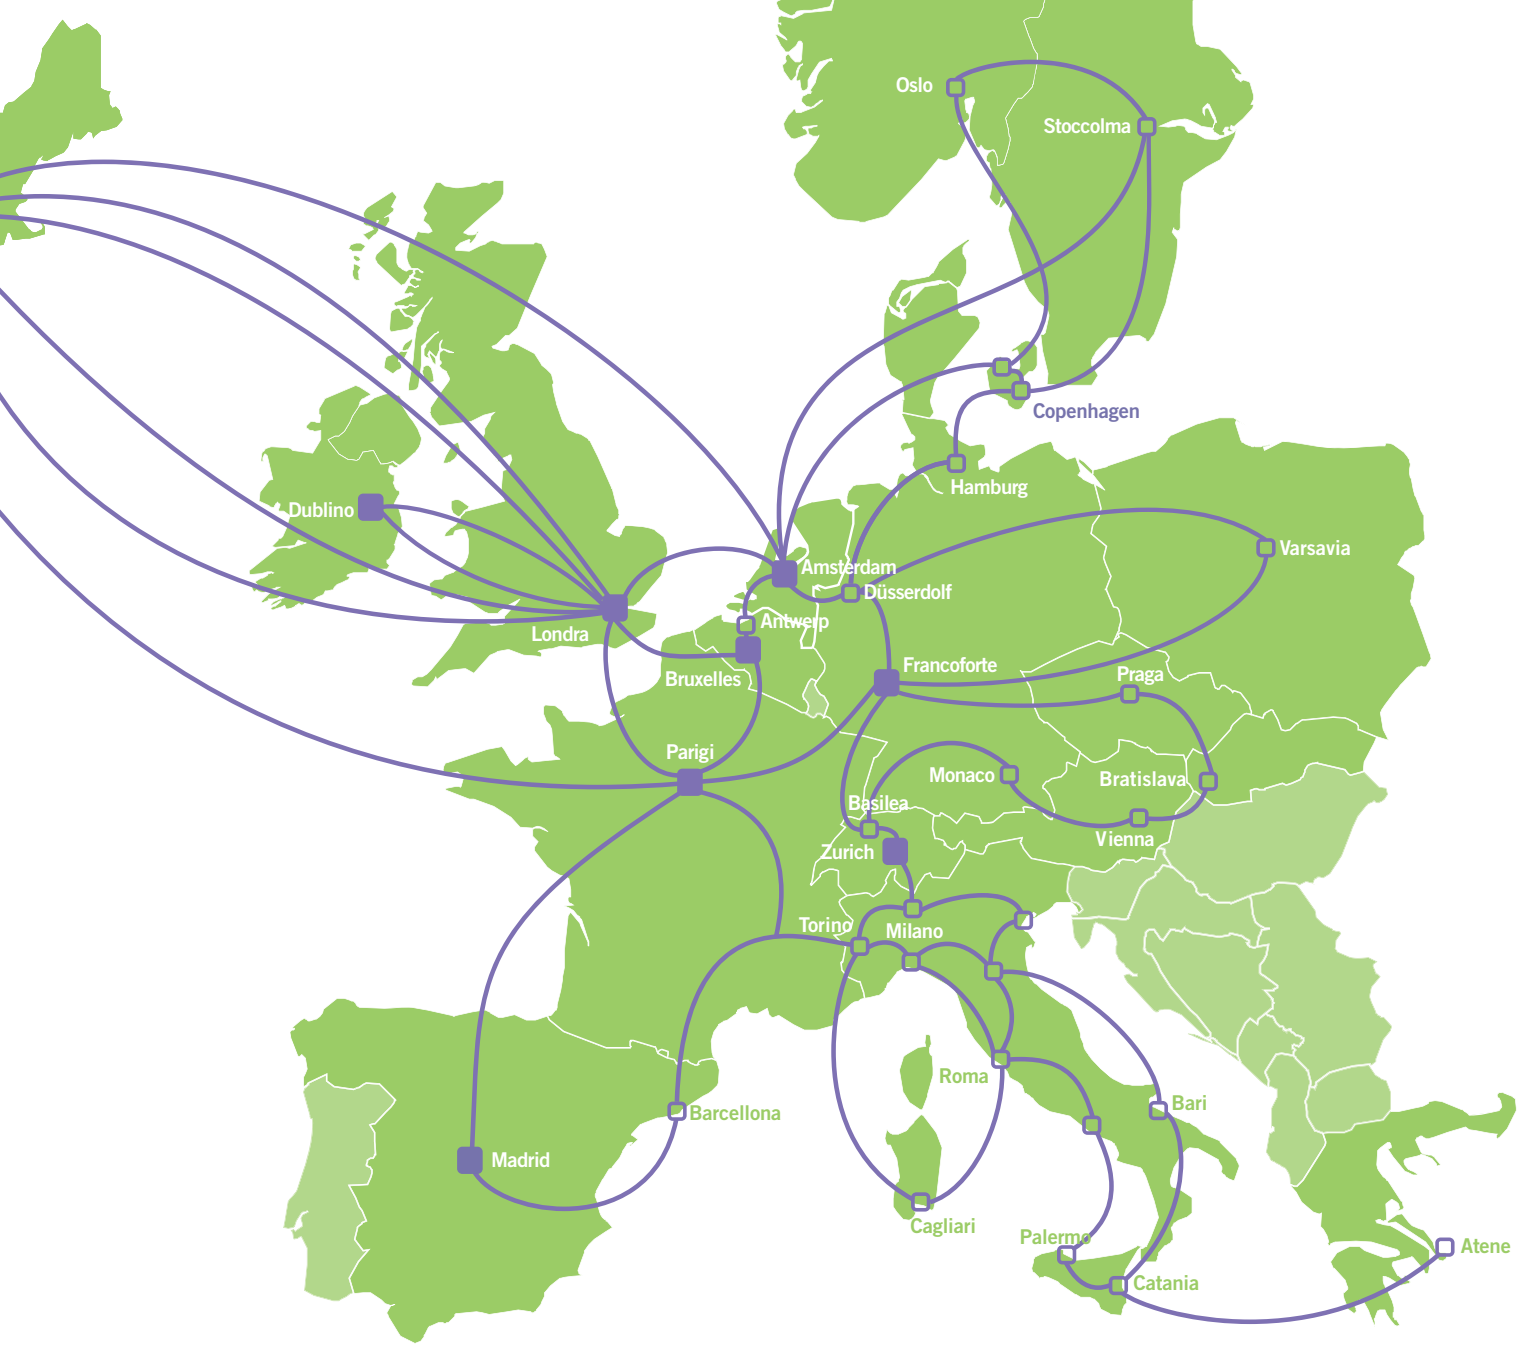 Oslo
Stoccolma
Copenhagen
Hamburg
Dublino
Varsavia
Amsterdam
Düsserdolf
Antwerp
Londra
Francoforte
Bruxelles
Praga
Parigi
Monaco
Bratislava
Basilea
Vienna
Zurich
Torino
Milano
Roma
Bari
Barcellona
Madrid
Cagliari
Palermo
Atene
Catania